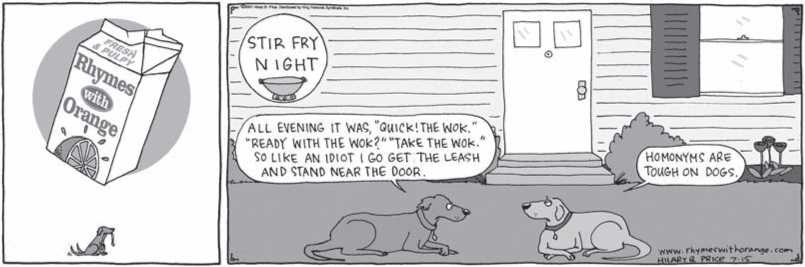 FRESH
& PULPY
Rhymes
with
Orange
STIR FRY
NIGHT
ALL EVENING IT WAS, "QUICK! THE WOK."
"READY WITH THE WOK?" "TAKE THE WOK."
SO LIKE AN IDIOT I GO GET THE LEASH
AND STAND NEAR THE DOOR.
HOMONYMS ARE
TOUGH ON DOGS.
www.rhymeswithorange.com
HILARY B. PRICE 7-15